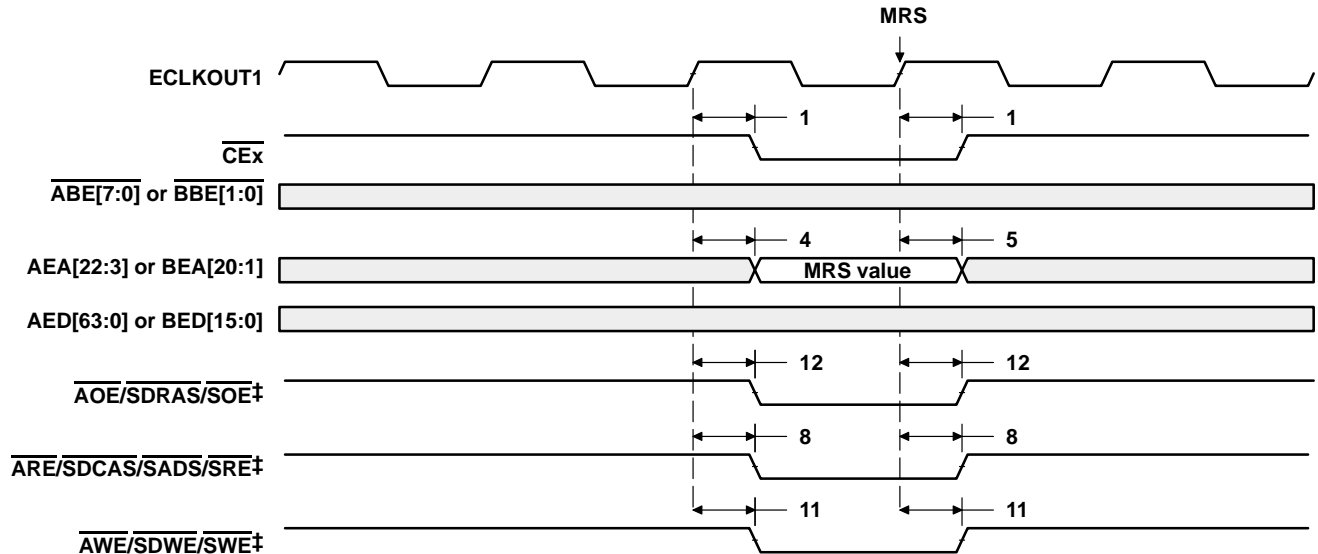 MRS
ECLKOUT1
1 1
CEx
ABE[7:0] or BBE[1:0]
4 5
AEA[22:3] or BEA[20:1] MRS value
AED[63:0] or BED[15:0]
12 12
AOE/SDRAS/SOE‡
8 8
ARE/SDCAS/SADS/SRE‡
11 11
AWE/SDWE/SWE‡